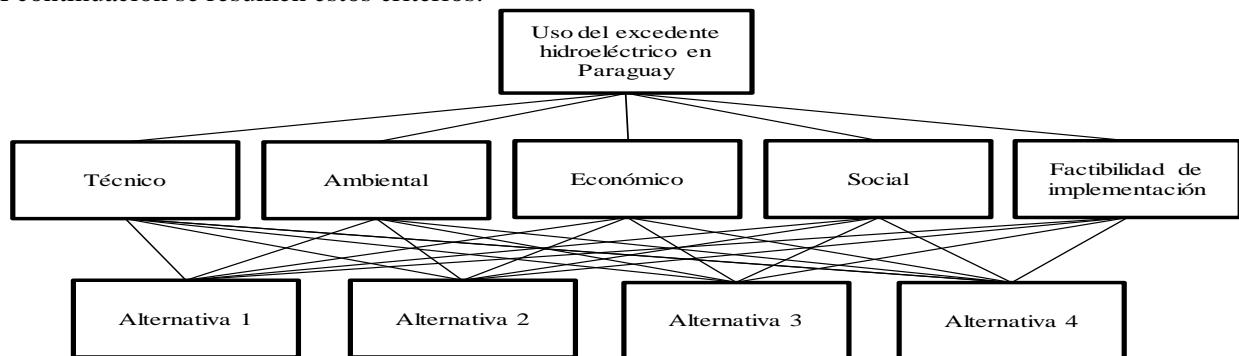 continuación se resumen estos criterios.
Uso del excedente
hidroeléctrico en
Paraguay
Técnico
Ambiental
Económico
Social
Factibilidad de
implementación
Alternativa 1
Alternativa 2
Alternativa 3
Alternativa 4